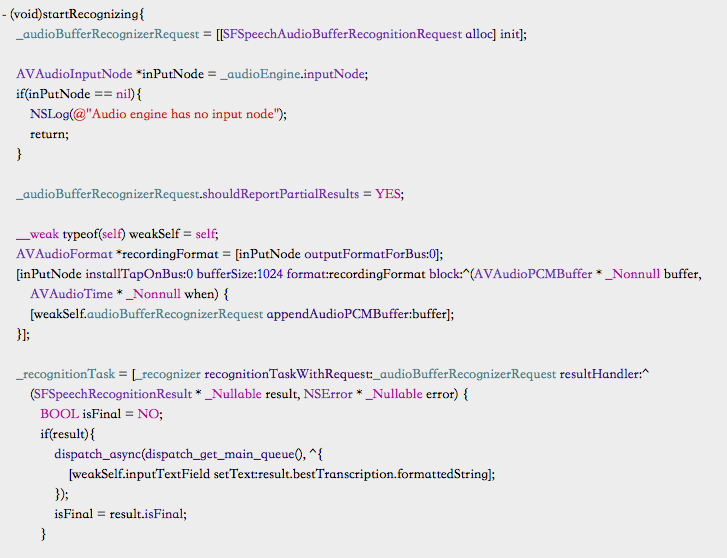 - (void)startRecognizing{
_audioBufferRecognizerRequest = [[SFSpeechAudioBufferRecognitionRequest alloc] init];
AVAudioInputNode *inPutNode = _audioEngine.inputNode;
if(inPutNode == nil){
NSLog(@"Audio engine has no input node");
return;
}
_audioBufferRecognizerRequest.shouldReportPartialResults = YES;
__weak typeof(self) weakSelf = self;
AVAudioFormat *recordingFormat = [inPutNode outputFormatForBus:0];
[inPutNode installTapOnBus:0 bufferSize:1024 format:recordingFormat block:^(AVAudioPCMBuffer * _Nonnull buffer,
AVAudioTime * _Nonnull when) {
[weakSelf.audioBufferRecognizerRequest appendAudioPCMBuffer:buffer];
}];
_recognitionTask = [_recognizer recognitionTaskWithRequest:_audioBufferRecognizerRequest resultHandler:^
(SFSpeechRecognitionResult * _Nullable result, NSError * _Nullable error) {
BOOL isFinal = NO;
if(result){
dispatch_async(dispatch_get_main_queue(), ^{
[weakSelf.inputTextField setText:result.bestTranscription.formattedString];
});
isFinal = result.isFinal;
}